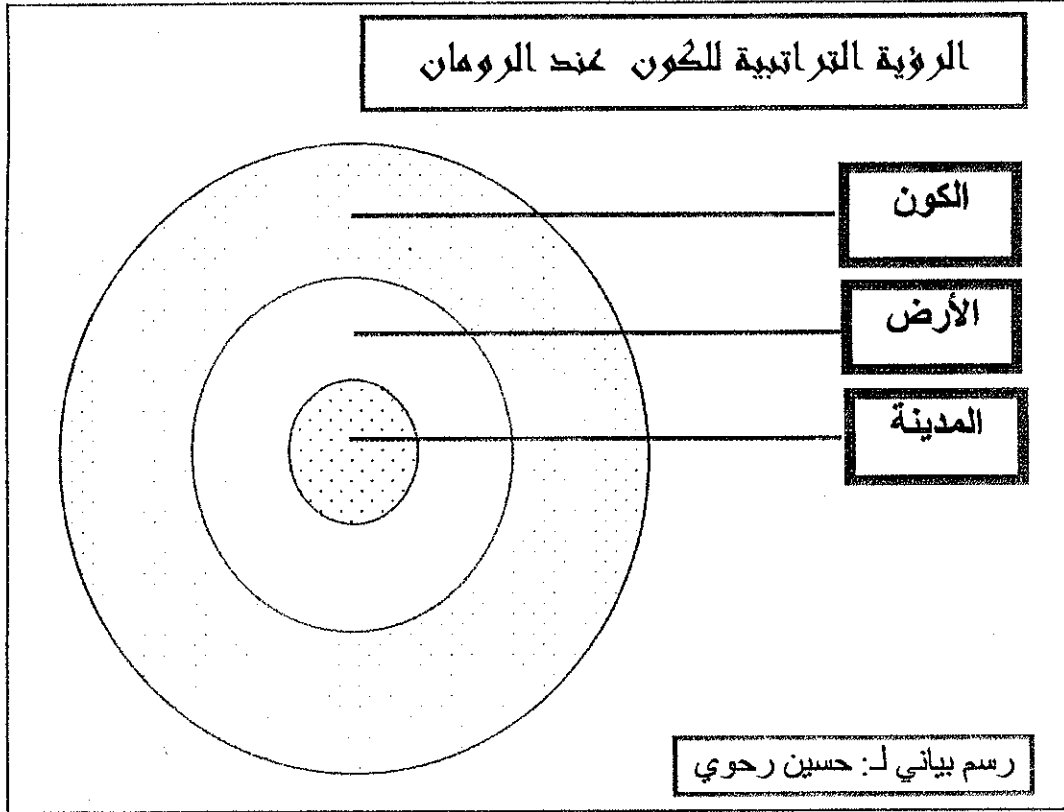 الرؤية التراتبية للكون عند الرومان
الكون
الأرض
المدينة
رسم بياني لـ: حسين رحوي